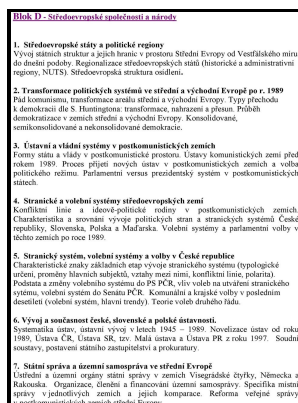 Blok D - Středoevropské společnosti a národy
1. Středoevropské státy a politické regiony
Vývoj státních struktur a jejich hranic v prostoru Střední Evropy od Vestfálského míru
do dnešní podoby. Regionalizace středoevropských států (historické a administrativní
regiony, NUTS). Středoevropská struktura osídlení.
2. Transformace politických systémů ve střední a východní Evropě po r. 1989
Pád komunismu, transformace areálu střední a východní Evropy. Typy přechodu
k demokracii dle S. Huntingtona: transformace, nahrazení a přesun. Průběh
demokratizace v zemích střední a východní Evropy. Konsolidované,
semikonsolidované a nekonsolidované demokracie.
3. Ústavní a vládní systémy v postkomunistických zemích
Formy státu a vlády v postkomunistické prostoru. Ústavy komunistických zemí před
rokem 1989. Proces přijetí nových ústav v postkomunistických zemích a volba
politického režimu. Parlamentní versus prezidentský systém v postkomunistických
státech.
4. Stranické a volební systémy středoevropských zemí
Konfliktní linie a ideově-politické rodiny v postkomunistických zemích.
Charakteristika a srovnání vývoje politických stran a stranických systémů České
republiky, Slovenska, Polska a Maďarska. Volební systémy a parlamentní volby v
těchto zemích po roce 1989.
5. Stranický systém, volební systémy a volby v České republice
Charakteristické znaky základních etap vývoje stranického systému (typologické
určení, proměny hlavních subjektů, vztahy mezi nimi, konfliktní linie, polarita).
Podstata a změny volebního systému do PS PČR, vliv voleb na utváření stranického
sytému, volební systém do Senátu PČR. Komunální a krajské volby v posledním
desetiletí (volební systém, hlavní trendy). Teorie voleb druhého řádu.
6. Vývoj a současnost české, slovenské a polské ústavnosti.
Systematika ústav, ústavní vývoj v letech 1945 – 1989. Novelizace ústav od roku
1989, Ústava ČR, Ústava SR, tzv. Malá ústava a Ústava PR z roku 1997. Soudní
soustavy, postavení státního zastupitelství a prokuratury.
7. Státní správa a územní samospráva ve střední Evropě
Ústřední a územní orgány státní správy v zemích Visegrádské čtyřky, Německa a
Rakouska. Organizace, členění a financování územní samosprávy. Specifika místní
správy v jednotlivých zemích a jejich komparace. Reforma veřejné správy
v postkomunistických zemích střední Evropy.